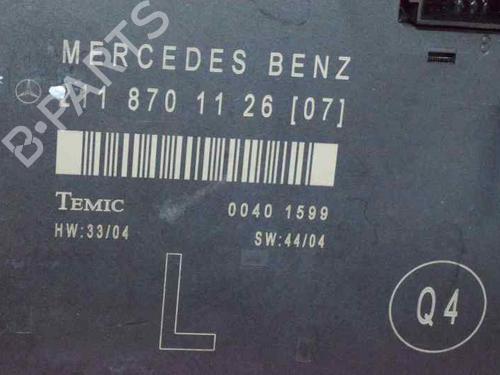 MERCEDES BENZ
211 870 11 26 [07]
TEMIC
0040 1599
HW:33/04
SW:44/04
L
Q4
B-PARTS